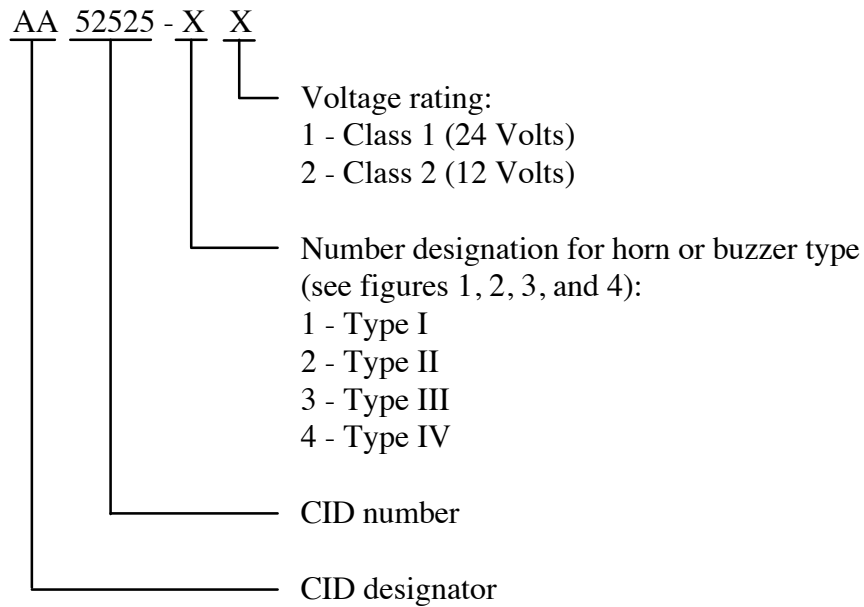 AA 52525 - X X
Voltage rating:
1 - Class 1 (24 Volts)
2 - Class 2 (12 Volts)
Number designation for horn or buzzer type
(see figures 1, 2, 3, and 4):
1 - Type I
2 - Type II
3 - Type III
4 - Type IV
CID number
CID designator